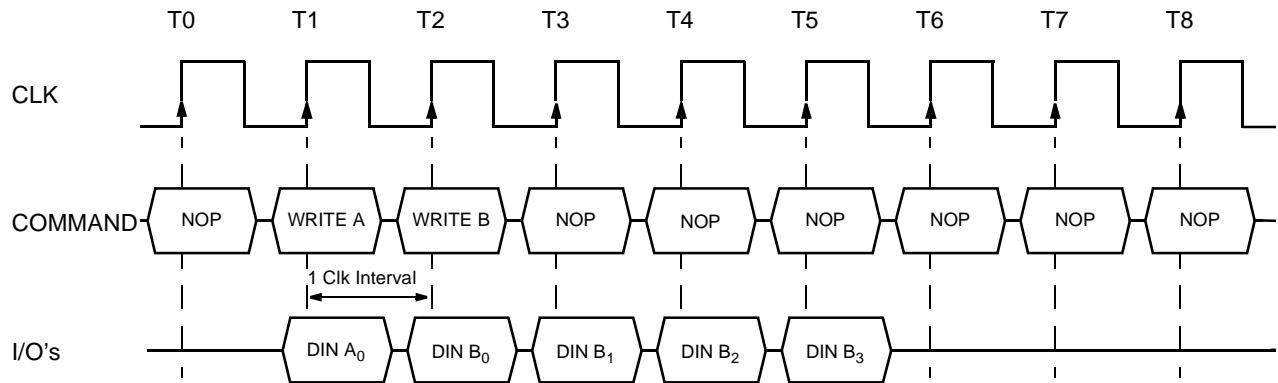 T0 T1 T2 T3 T4 T5 T6 T7 T8
CLK
COMMAND NOP WRITE A WRITE B NOP NOP NOP NOP NOP NOP
1 Clk Interval
I/O's DIN A0 DIN B0 DIN B1 DIN B2 DIN B3